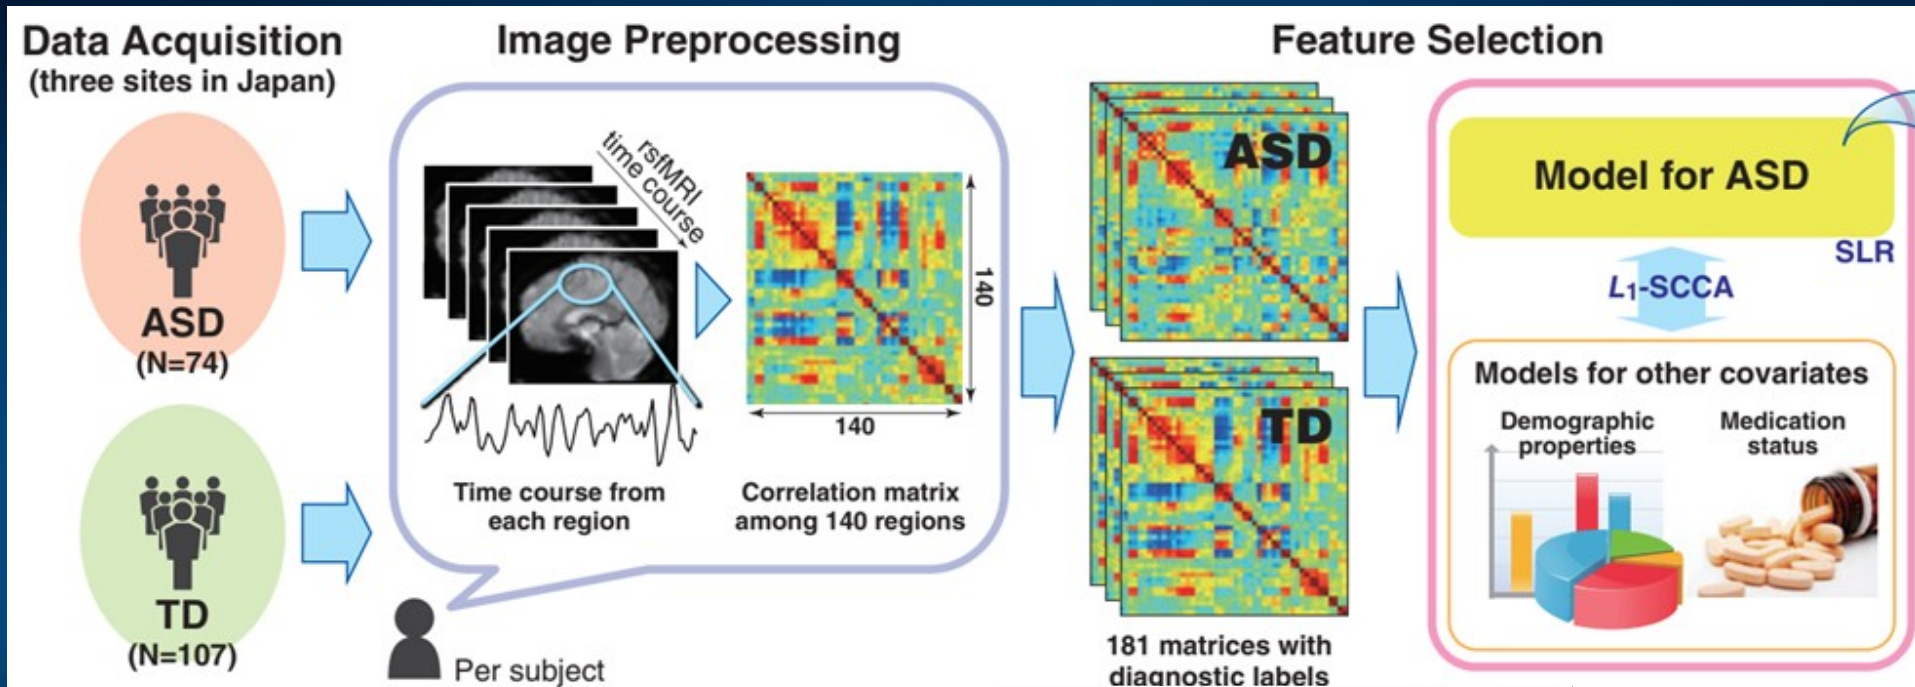 Data Acquisition
(three sites in Japan)
ASD
(N=74)
TD
(N=107)
Image Preprocessing
rsfMRI
time course
140
140
Time course from
each region
Correlation matrix
among 140 regions
Per subject
Feature Selection
ASD
TD
181 matrices with
diagnostic labels
Model for ASD
SLR
L1-SCCA
Models for other covariates
Demographic
properties
Medication
status